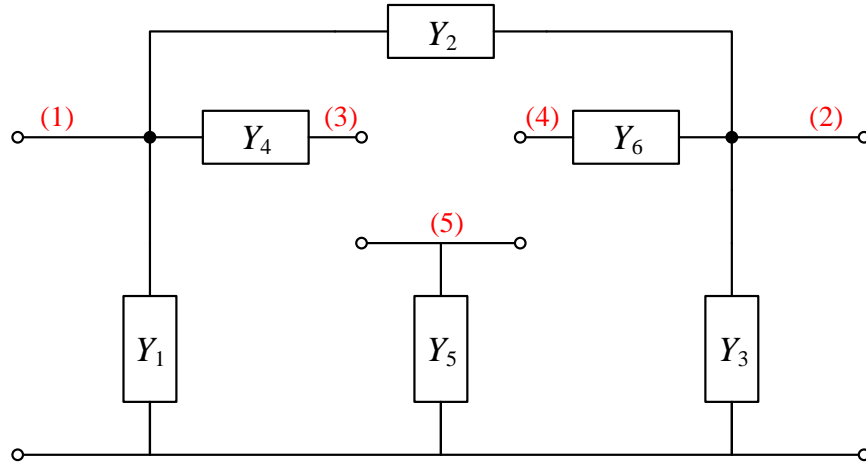 Y₂
(1) (3) (4) (2)
Y₄ Y₆
(5)
Y₁ Y₅ Y₃